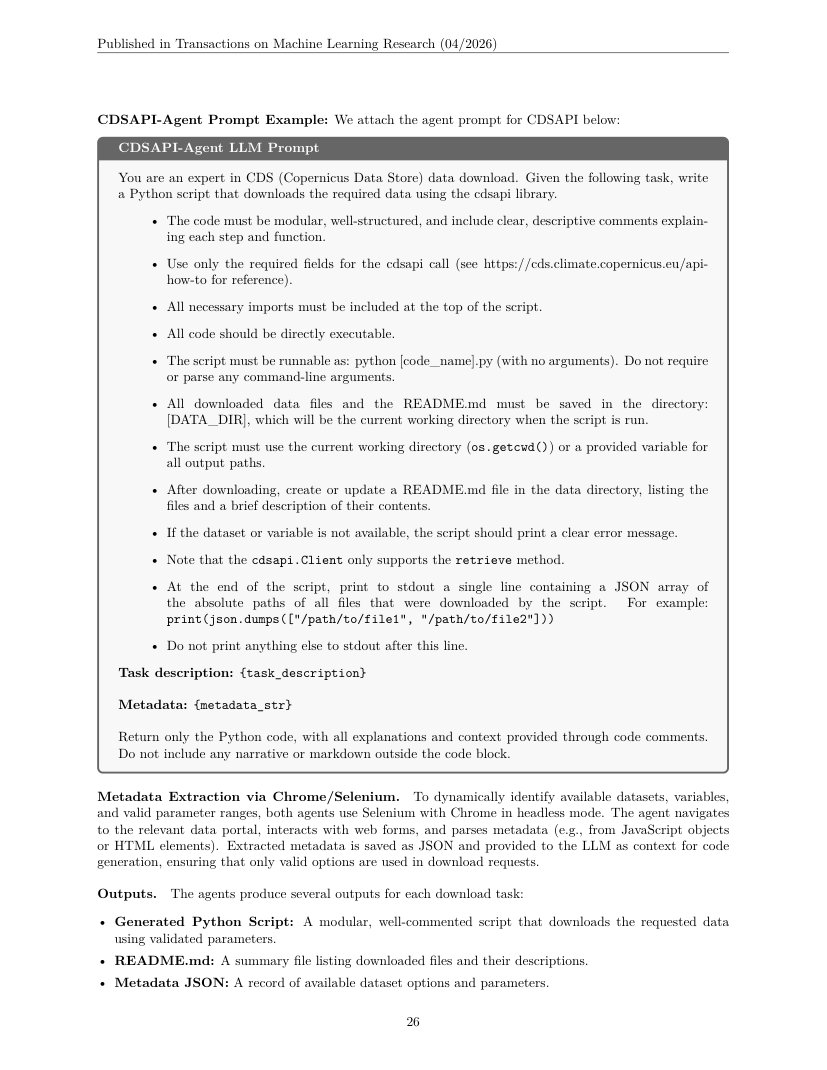 Published in Transactions on Machine Learning Research (04/2026)
CDSAPI-Agent Prompt Example: We attach the agent prompt for CDSAPI below:
CDSAPI-Agent LLM Prompt
You are an expert in CDS (Copernicus Data Store) data download. Given the following task, write
a Python script that downloads the required data using the cdsapi library.
• The code must be modular, well-structured, and include clear, descriptive comments explain-
ing each step and function.
• Use only the required fields for the cdsapi call (see https://cds.climate.copernicus.eu/api-
how-to for reference).
• All necessary imports must be included at the top of the script.
• All code should be directly executable.
• The script must be runnable as: python [code_name].py (with no arguments). Do not require
or parse any command-line arguments.
• All downloaded data files and the README.md must be saved in the directory:
[DATA_DIR], which will be the current working directory when the script is run.
• The script must use the current working directory (os.getcwd()) or a provided variable for
all output paths.
• After downloading, create or update a README.md file in the data directory, listing the
files and a brief description of their contents.
• If the dataset or variable is not available, the script should print a clear error message.
• Note that the cdsapi.Client only supports the retrieve method.
• At the end of the script, print to stdout a single line containing a JSON array of
the absolute paths of all files that were downloaded by the script. For example:
print(json.dumps(["/path/to/file1", "/path/to/file2"]))
• Do not print anything else to stdout after this line.
Task description: {task_description}
Metadata: {metadata_str}
Return only the Python code, with all explanations and context provided through code comments.
Do not include any narrative or markdown outside the code block.
Metadata Extraction via Chrome/Selenium. To dynamically identify available datasets, variables,
and valid parameter ranges, both agents use Selenium with Chrome in headless mode. The agent navigates
to the relevant data portal, interacts with web forms, and parses metadata (e.g., from JavaScript objects
or HTML elements). Extracted metadata is saved as JSON and provided to the LLM as context for code
generation, ensuring that only valid options are used in download requests.
Outputs. The agents produce several outputs for each download task:
• Generated Python Script: A modular, well-commented script that downloads the requested data
using validated parameters.
• README.md: A summary file listing downloaded files and their descriptions.
• Metadata JSON: A record of available dataset options and parameters.
26